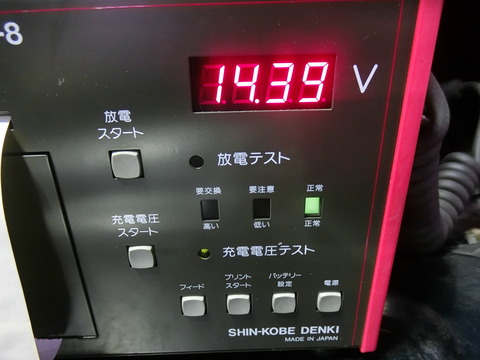 -8
14.39 V
放電
スタート
放電テスト
要交換 要注意 正常
高い 低い 正常
充電電圧
スタート
充電電圧テスト
フィード プリント
スタート バッテリー
設定 電源
SHIN-KOBE DENKI
MADE IN JAPAN